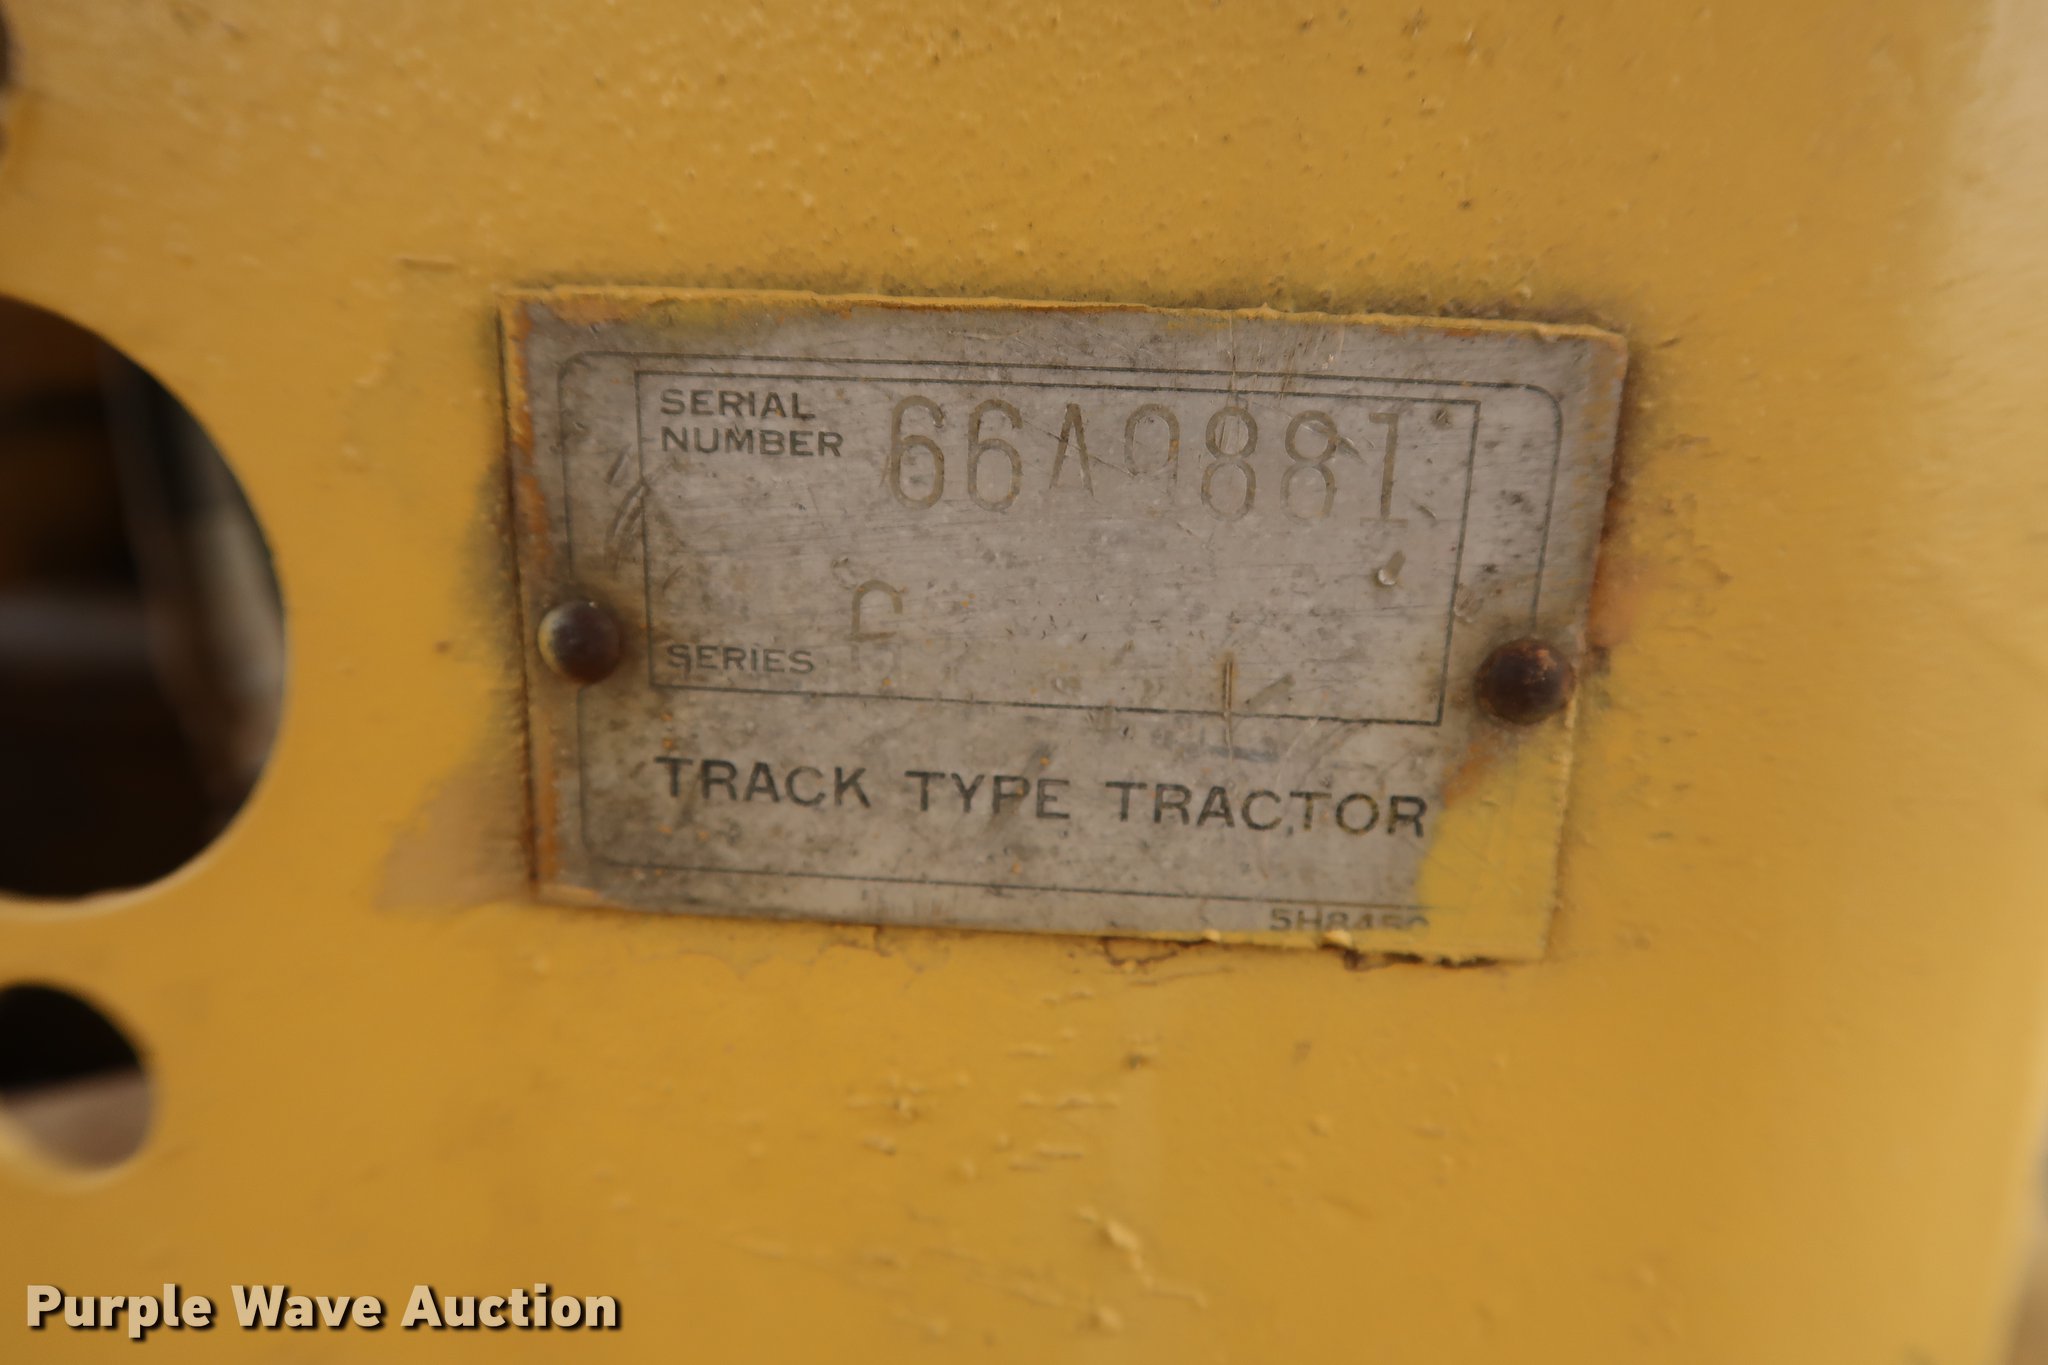 SERIAL
NUMBER 66A9881
SERIES G
TRACK TYPE TRACTOR
Purple Wave Auction